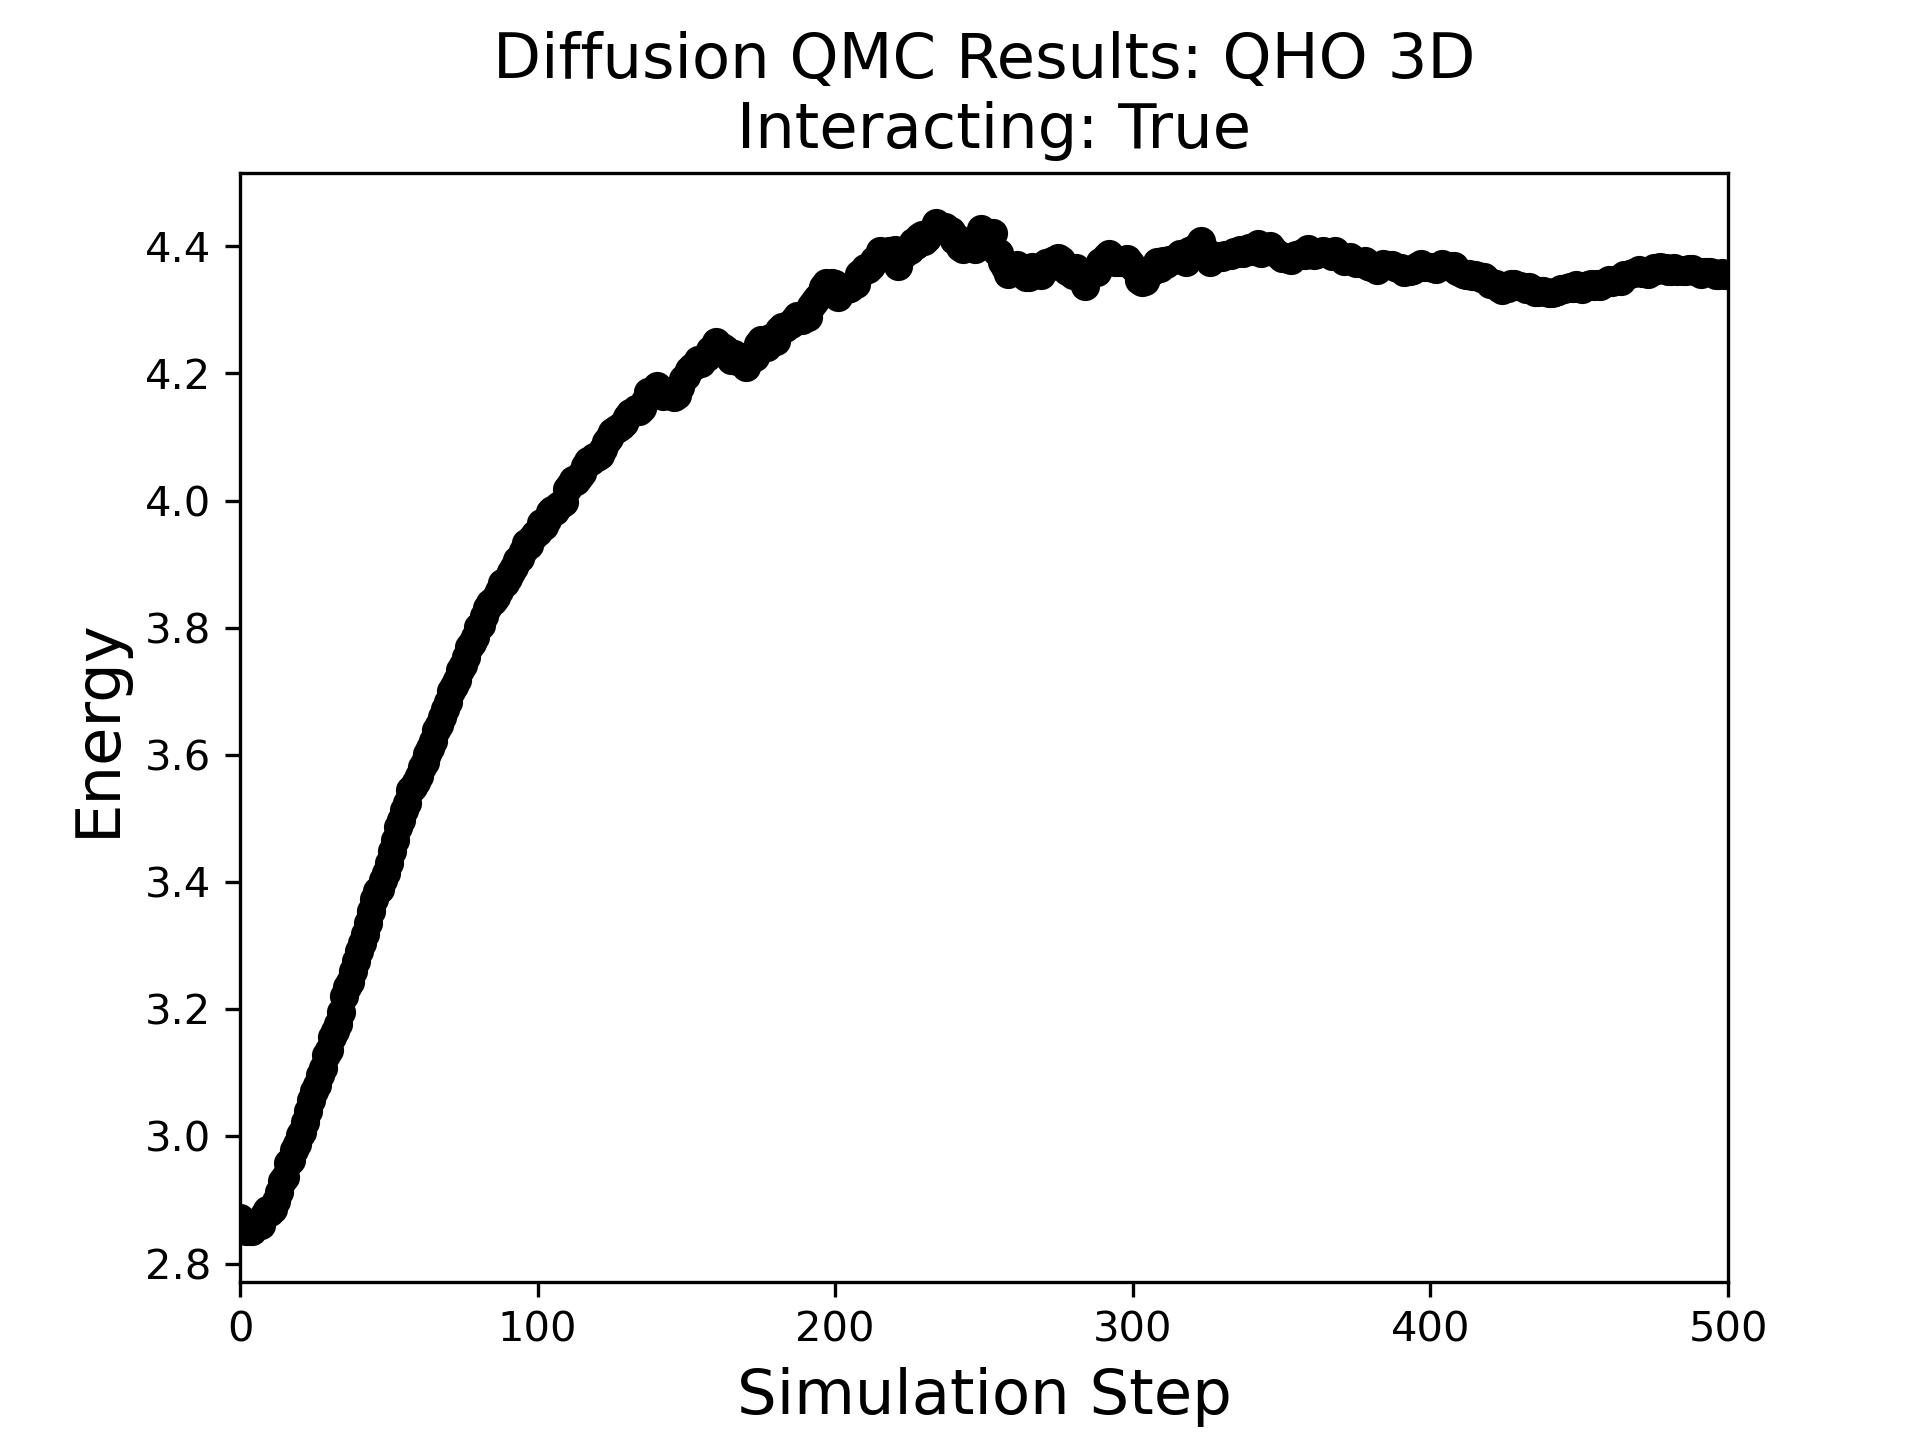 Diffusion QMC Results: QHO 3D
Interacting: True
Energy
4.4
4.2
4.0
3.8
3.6
3.4
3.2
3.0
2.8
0 100 200 300 400 500
Simulation Step